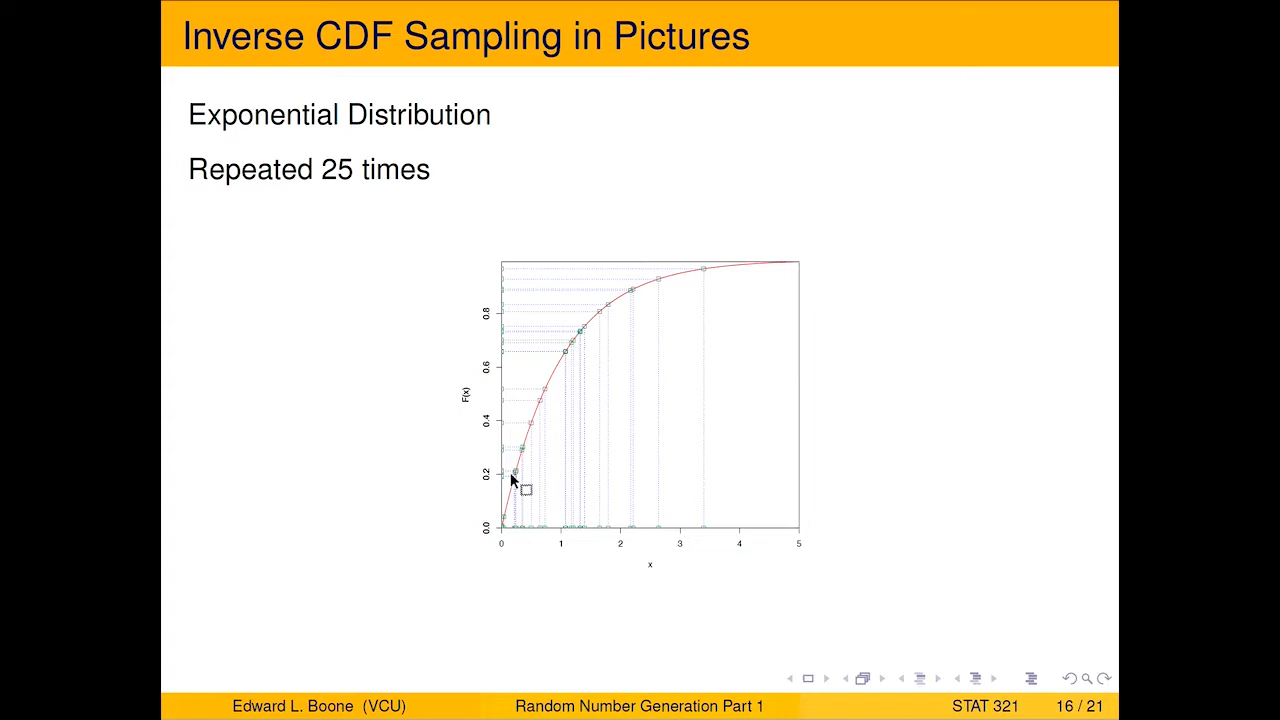 Inverse CDF Sampling in Pictures
Exponential Distribution
Repeated 25 times
0.8
0.6
0.4
0.2
0.0
F(x)
0 1 2 3 4 5
x
Edward L. Boone (VCU) Random Number Generation Part 1 STAT 321 16 / 21